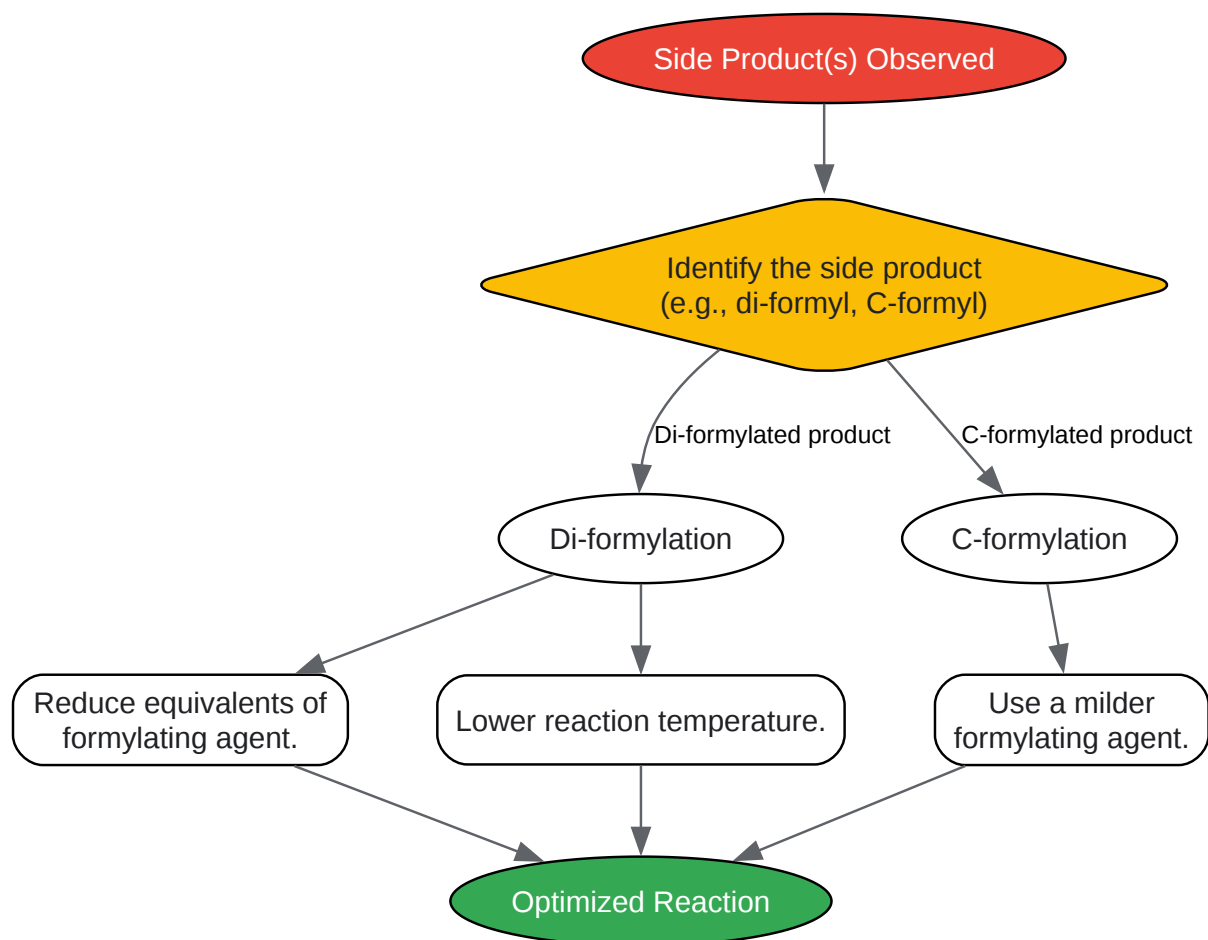 Side Product(s) Observed
Identify the side product
(e.g., di-formyl, C-formyl)
Di-formylated product
C-formylated product
Di-formylation
C-formylation
Reduce equivalents of
formylating agent.
Lower reaction temperature.
Use a milder
formylating agent.
Optimized Reaction